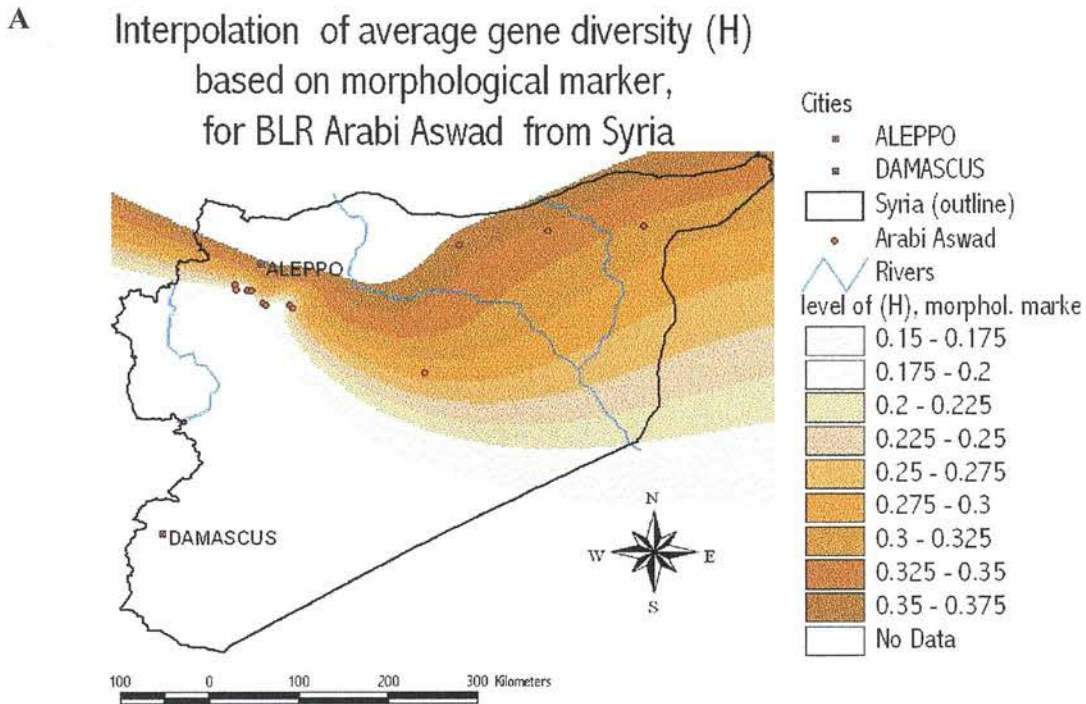 A
Interpolation of average gene diversity (H)
based on morphological marker,
for BLR Arabi Aswad from Syria
ALEPPO
DAMASCUS
N
W E
S
100 0 100 200 300 Kilometers
Cities
ALEPPO
DAMASCUS
Syria (outline)
Arabi Aswad
Rivers
level of (H), morphol. marke
0.15 - 0.175
0.175 - 0.2
0.2 - 0.225
0.225 - 0.25
0.25 - 0.275
0.275 - 0.3
0.3 - 0.325
0.325 - 0.35
0.35 - 0.375
No Data